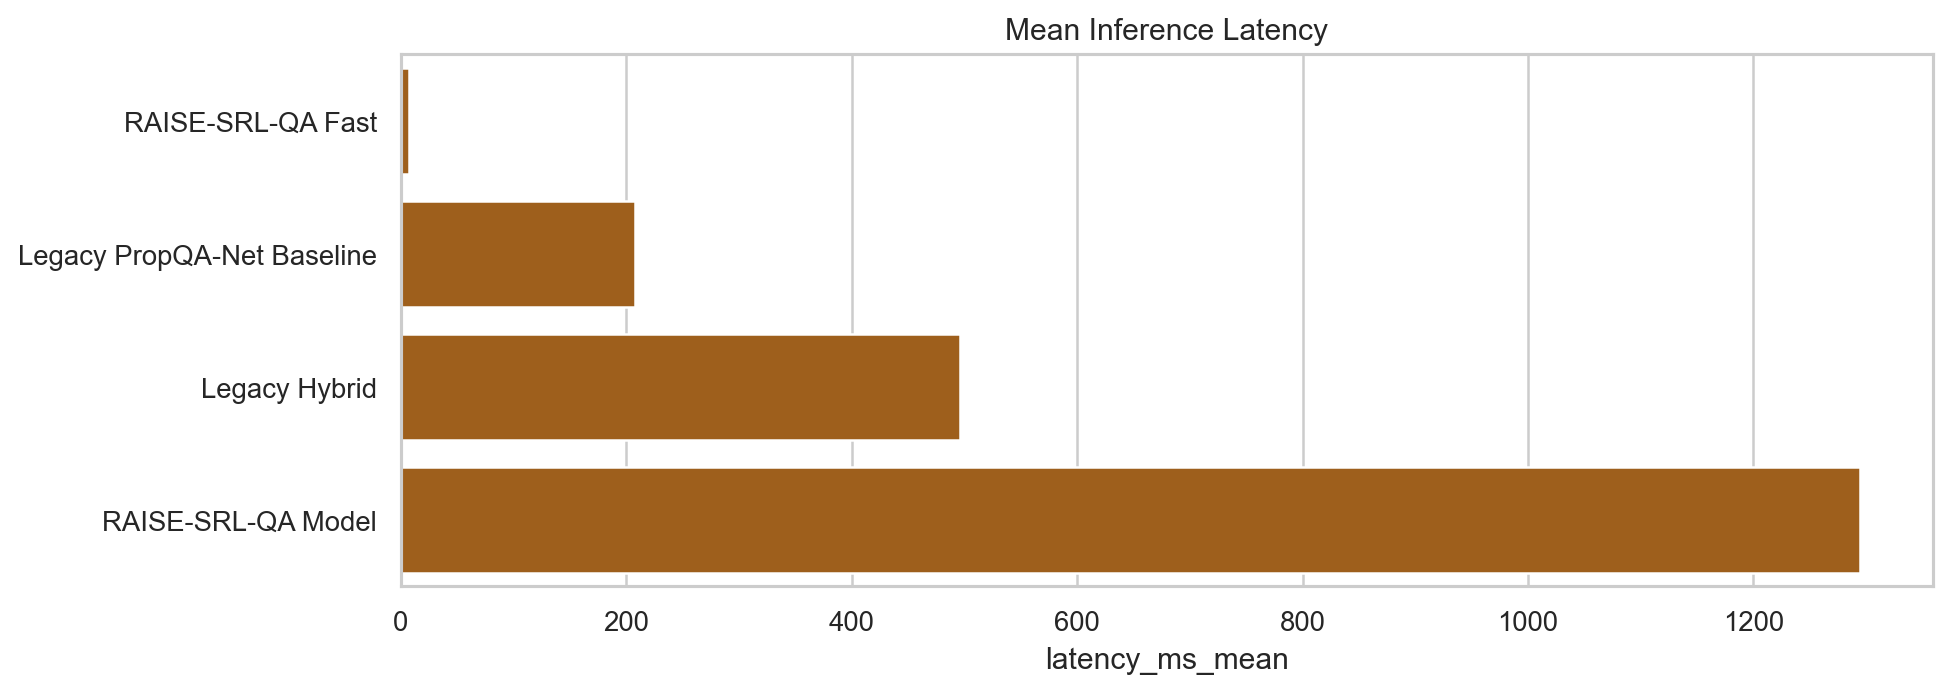 Mean Inference Latency
RAISE-SRL-QA Fast
Legacy PropQA-Net Baseline
Legacy Hybrid
RAISE-SRL-QA Model
0 200 400 600 800 1000 1200
latency_ms_mean